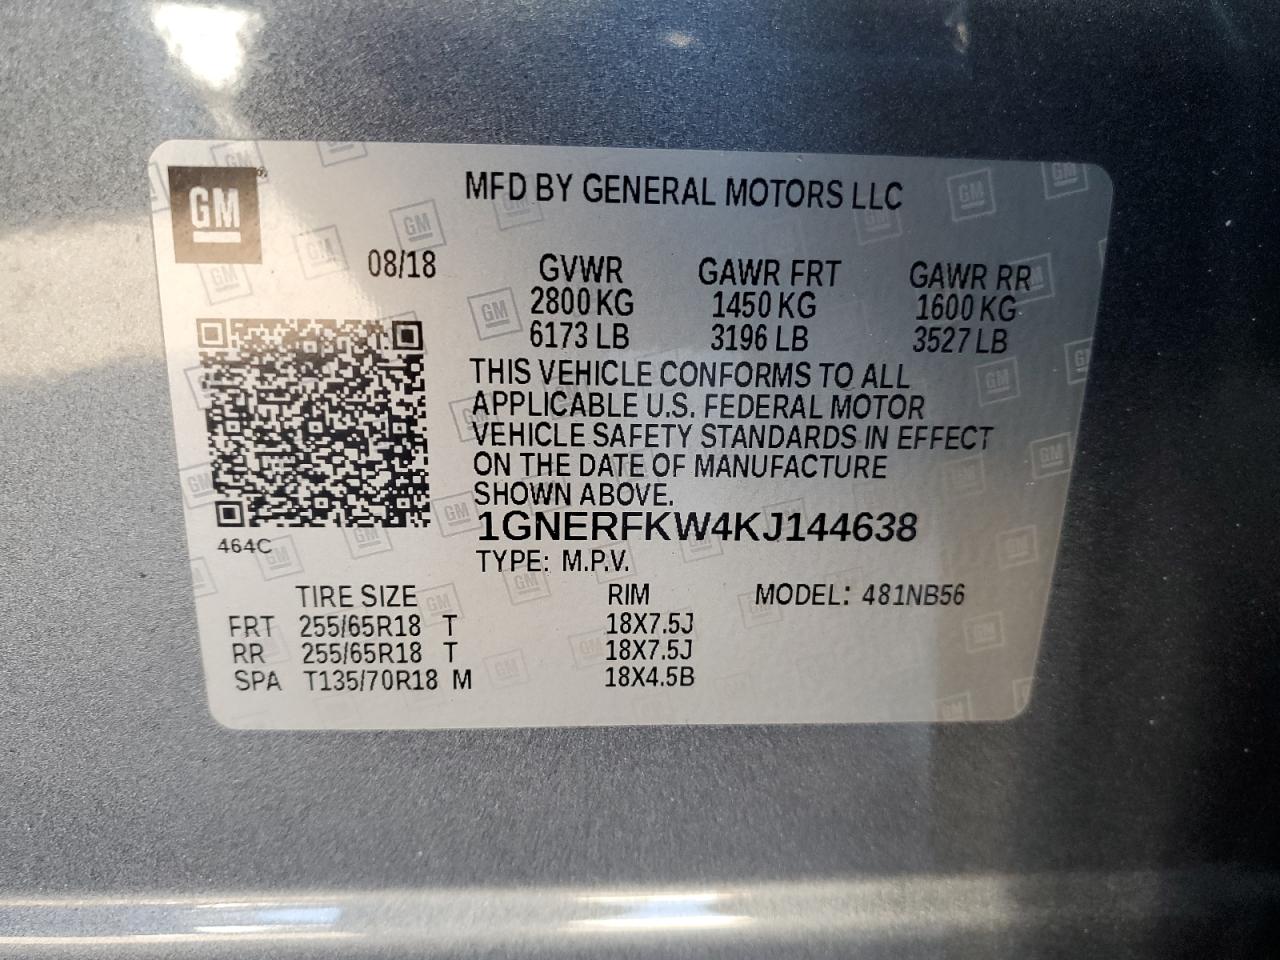 GM
MFD BY GENERAL MOTORS LLC
08/18 GVWR GAWR FRT GAWR RR
2800 KG 1450 KG 1600 KG
6173 LB 3196 LB 3527 LB
THIS VEHICLE CONFORMS TO ALL
APPLICABLE U.S. FEDERAL MOTOR
VEHICLE SAFETY STANDARDS IN EFFECT
ON THE DATE OF MANUFACTURE
SHOWN ABOVE.
1GNERFKW4KJ144638
464C
TYPE: M.P.V.
TIRE SIZE RIM MODEL: 481NB56
FRT 255/65R18 T 18X7.5J
RR 255/65R18 T 18X7.5J
SPA T135/70R18 M 18X4.5B